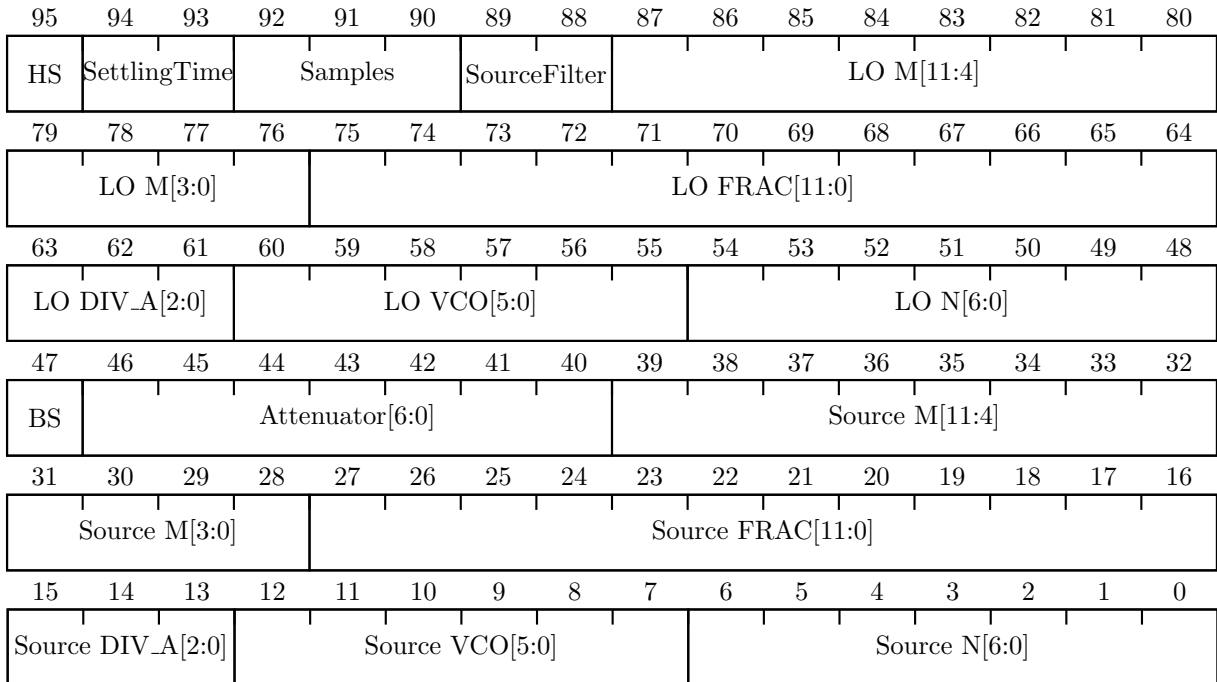 95 94 93 92 91 90 89 88 87 86 85 84 83 82 81 80
HS SettlingTime Samples SourceFilter LO M[11:4]
79 78 77 76 75 74 73 72 71 70 69 68 67 66 65 64
LO M[3:0] LO FRAC[11:0]
63 62 61 60 59 58 57 56 55 54 53 52 51 50 49 48
LO DIV_A[2:0] LO VCO[5:0] LO N[6:0]
47 46 45 44 43 42 41 40 39 38 37 36 35 34 33 32
BS Attenuator[6:0] Source M[11:4]
31 30 29 28 27 26 25 24 23 22 21 20 19 18 17 16
Source M[3:0] Source FRAC[11:0]
15 14 13 12 11 10 9 8 7 6 5 4 3 2 1 0
Source DIV_A[2:0] Source VCO[5:0] Source N[6:0]